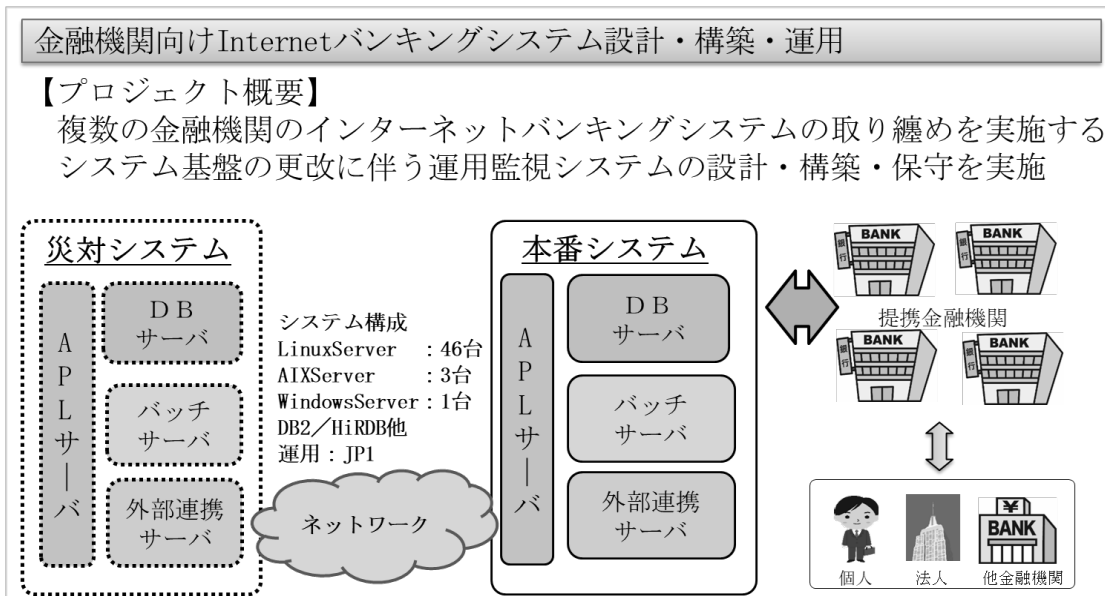 金融機関向けInternetバンキングシステム設計・構築・運用
【プロジェクト概要】
複数の金融機関のインターネットバンキングシステムの取り纏めを実施する
システム基盤の更改に伴う運用監視システムの設計・構築・保守を実施
災対システム
APLサーバ
DB
サーバ
バッチ
サーバ
外部連携
サーバ
システム構成
LinuxServer :46台
AIXServer :3台
WindowsServer:1台
DB2/HiRDB他
運用:JP1
ネットワーク
本番システム
APLサーバ
DB
サーバ
バッチ
サーバ
外部連携
サーバ
銀行
BANK
銀行
BANK
提携金融機関
銀行
BANK
銀行
BANK
¥
BANK
個人
法人
他金融機関